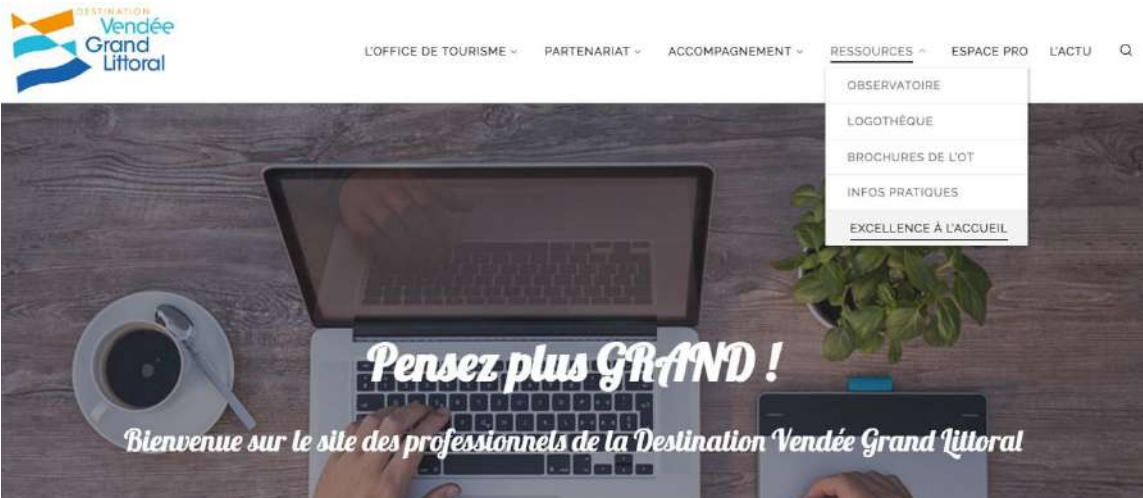 DESTINATION
Vendée
Grand
Littoral
L'OFFICE DE TOURISME
PARTENARIAT
ACCOMPAGNEMENT
RESSOURCES
ESPACE PRO
L'ACTU
OBSERVATOIRE
LOGOTHÈQUE
BROCHURES DE L'OT
INFOS PRATIQUES
EXCELLENCE À L'ACCUEIL
Pensez plus GRAND !
Bienvenue sur le site des professionnels de la Destination Vendée Grand Littoral